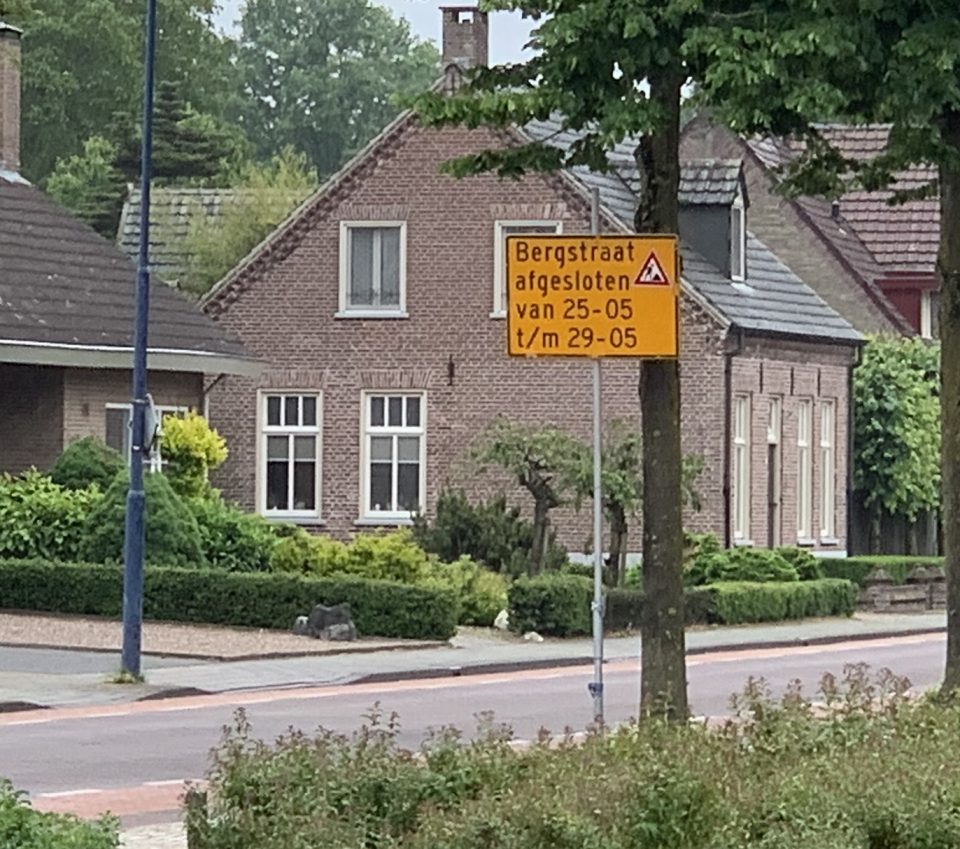 Bergstraat
afgesloten
van 25-05
t/m 29-05